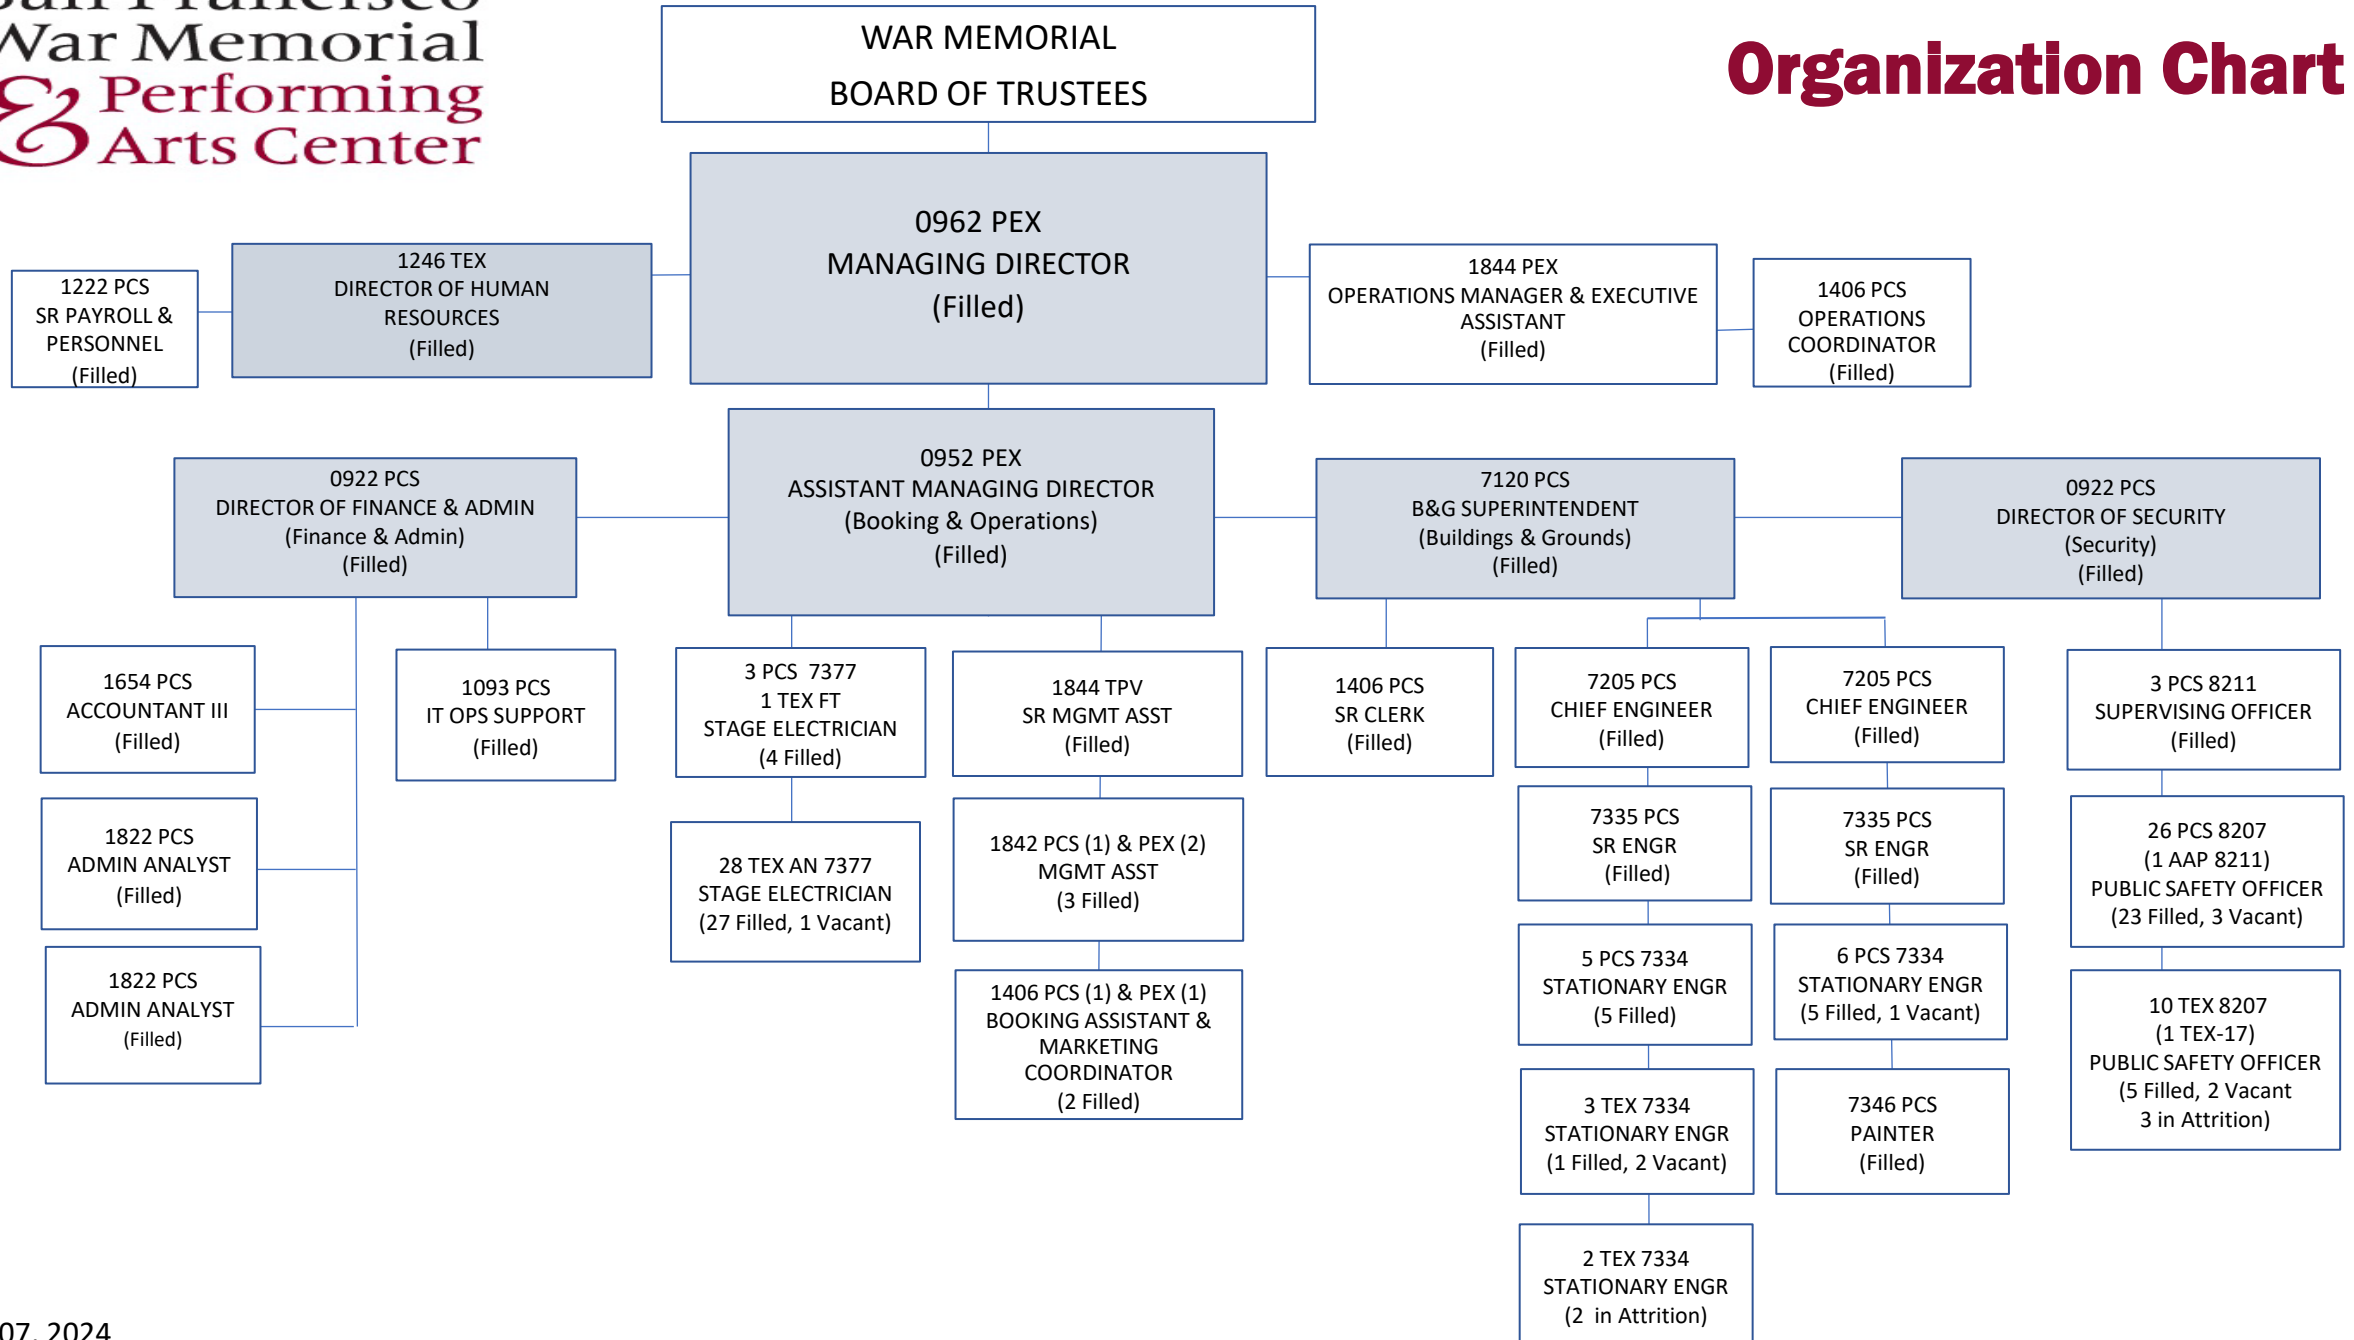 San Francisco
War Memorial
& Performing
Arts Center
Organization Chart
WAR MEMORIAL
BOARD OF TRUSTEES
0962 PEX
MANAGING DIRECTOR
(Filled)
1222 PCS
SR PAYROLL &
PERSONNEL
(Filled)
1246 TEX
DIRECTOR OF HUMAN
RESOURCES
(Filled)
1844 PEX
OPERATIONS MANAGER & EXECUTIVE
ASSISTANT
(Filled)
1406 PCS
OPERATIONS
COORDINATOR
(Filled)
0922 PCS
DIRECTOR OF FINANCE & ADMIN
(Finance & Admin)
(Filled)
0952 PEX
ASSISTANT MANAGING DIRECTOR
(Booking & Operations)
(Filled)
7120 PCS
B&G SUPERINTENDENT
(Buildings & Grounds)
(Filled)
0922 PCS
DIRECTOR OF SECURITY
(Security)
(Filled)
1654 PCS
ACCOUNTANT III
(Filled)
1822 PCS
ADMIN ANALYST
(Filled)
1822 PCS
ADMIN ANALYST
(Filled)
1093 PCS
IT OPS SUPPORT
(Filled)
3 PCS 7377
1 TEX FT
STAGE ELECTRICIAN
(4 Filled)
28 TEX AN 7377
STAGE ELECTRICIAN
(27 Filled, 1 Vacant)
1844 TPV
SR MGMT ASST
(Filled)
1842 PCS (1) & PEX (2)
MGMT ASST
(3 Filled)
1406 PCS (1) & PEX (1)
BOOKING ASSISTANT &
MARKETING
COORDINATOR
(2 Filled)
1406 PCS
SR CLERK
(Filled)
7205 PCS
CHIEF ENGINEER
(Filled)
7335 PCS
SR ENGR
(Filled)
5 PCS 7334
STATIONARY ENGR
(5 Filled)
3 TEX 7334
STATIONARY ENGR
(1 Filled, 2 Vacant)
2 TEX 7334
STATIONARY ENGR
(2 in Attrition)
7205 PCS
CHIEF ENGINEER
(Filled)
7335 PCS
SR ENGR
(Filled)
6 PCS 7334
STATIONARY ENGR
(5 Filled, 1 Vacant)
7346 PCS
PAINTER
(Filled)
3 PCS 8211
SUPERVISING OFFICER
(Filled)
26 PCS 8207
(1 AAP 8211)
PUBLIC SAFETY OFFICER
(23 Filled, 3 Vacant)
10 TEX 8207
(1 TEX-17)
PUBLIC SAFETY OFFICER
(5 Filled, 2 Vacant
3 in Attrition)
07, 2024